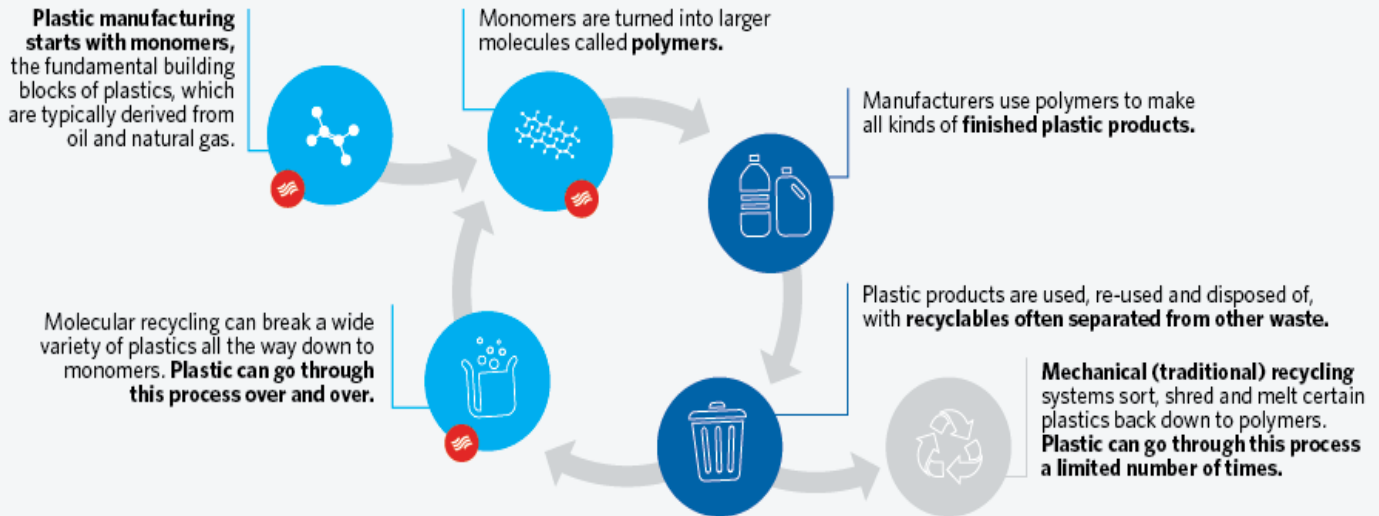 Plastic manufacturing
starts with monomers,
the fundamental building
blocks of plastics, which
are typically derived from
oil and natural gas.
Monomers are turned into larger
molecules called polymers.
Manufacturers use polymers to make
all kinds of finished plastic products.
Plastic products are used, re-used and disposed of,
with recyclables often separated from other waste.
Mechanical (traditional) recycling
systems sort, shred and melt certain
plastics back down to polymers.
Plastic can go through this process
a limited number of times.
Molecular recycling can break a wide
variety of plastics all the way down to
monomers. Plastic can go through
this process over and over.